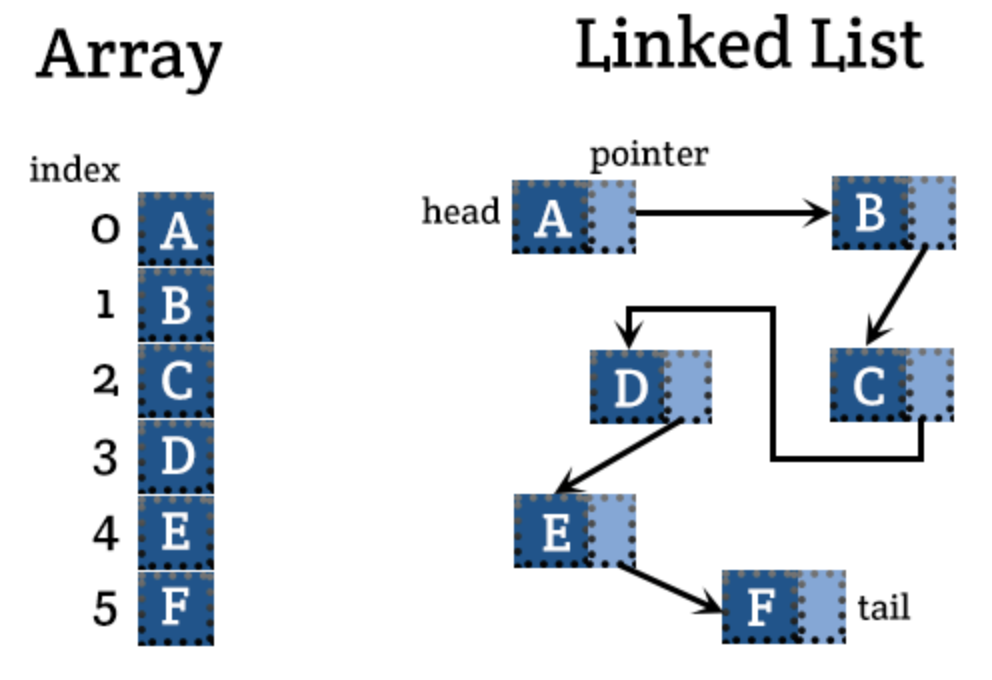 Array
index
0 A
1 B
2 C
3 D
4 E
5 F
Linked List
pointer
head A B
D C
E
F tail